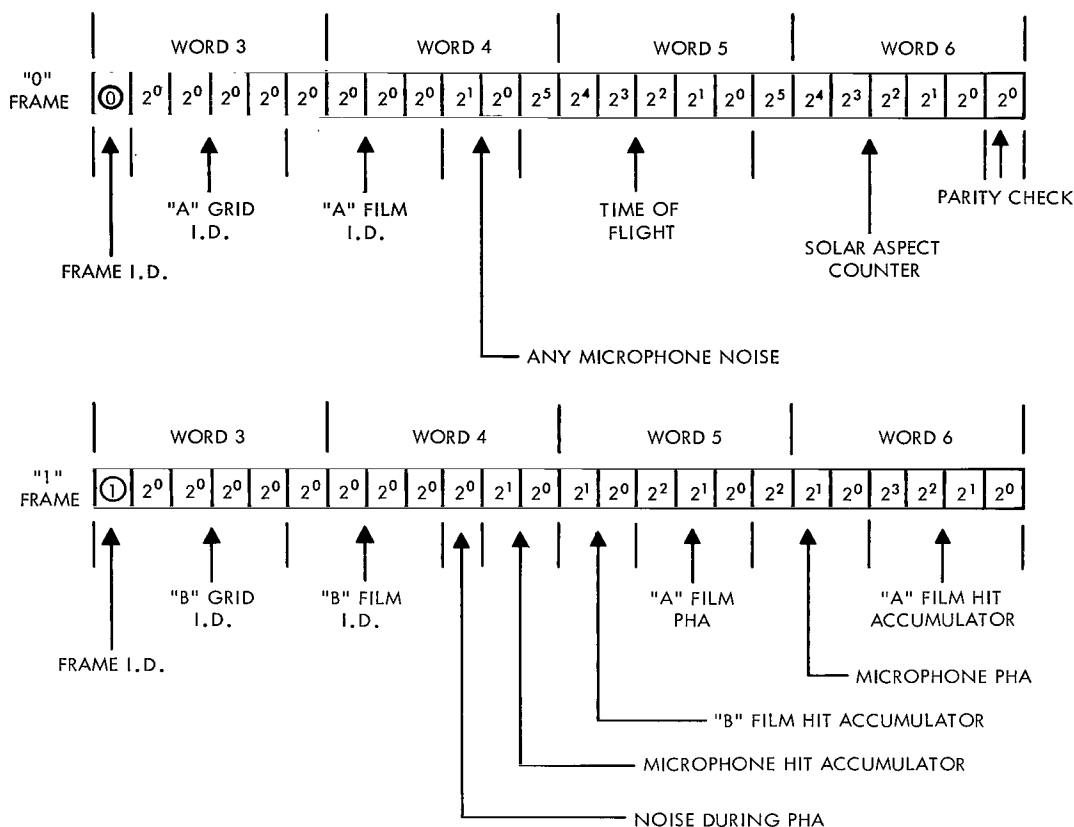 WORD 3 WORD 4 WORD 5 WORD 6
"0"
FRAME
0 2⁰ 2⁰ 2⁰ 2⁰ 2⁰ 2⁰ 2⁰ 2⁰ 2¹ 2⁰ 2⁵ 2⁴ 2³ 2² 2¹ 2⁰ 2⁵ 2⁴ 2³ 2² 2¹ 2⁰ 2⁰
FRAME I.D.
"A" GRID
I.D.
"A" FILM
I.D.
ANY MICROPHONE NOISE
TIME OF
FLIGHT
SOLAR ASPECT
COUNTER
PARITY CHECK
WORD 3 WORD 4 WORD 5 WORD 6
"1"
FRAME
1 2⁰ 2⁰ 2⁰ 2⁰ 2⁰ 2⁰ 2⁰ 2⁰ 2⁰ 2¹ 2⁰ 2¹ 2⁰ 2² 2¹ 2⁰ 2² 2¹ 2⁰ 2³ 2² 2¹ 2⁰
FRAME I.D.
"B" GRID
I.D.
"B" FILM
I.D.
"A" FILM
PHA
"A" FILM HIT
ACCUMULATOR
MICROPHONE PHA
"B" FILM HIT ACCUMULATOR
MICROPHONE HIT ACCUMULATOR
NOISE DURING PHA